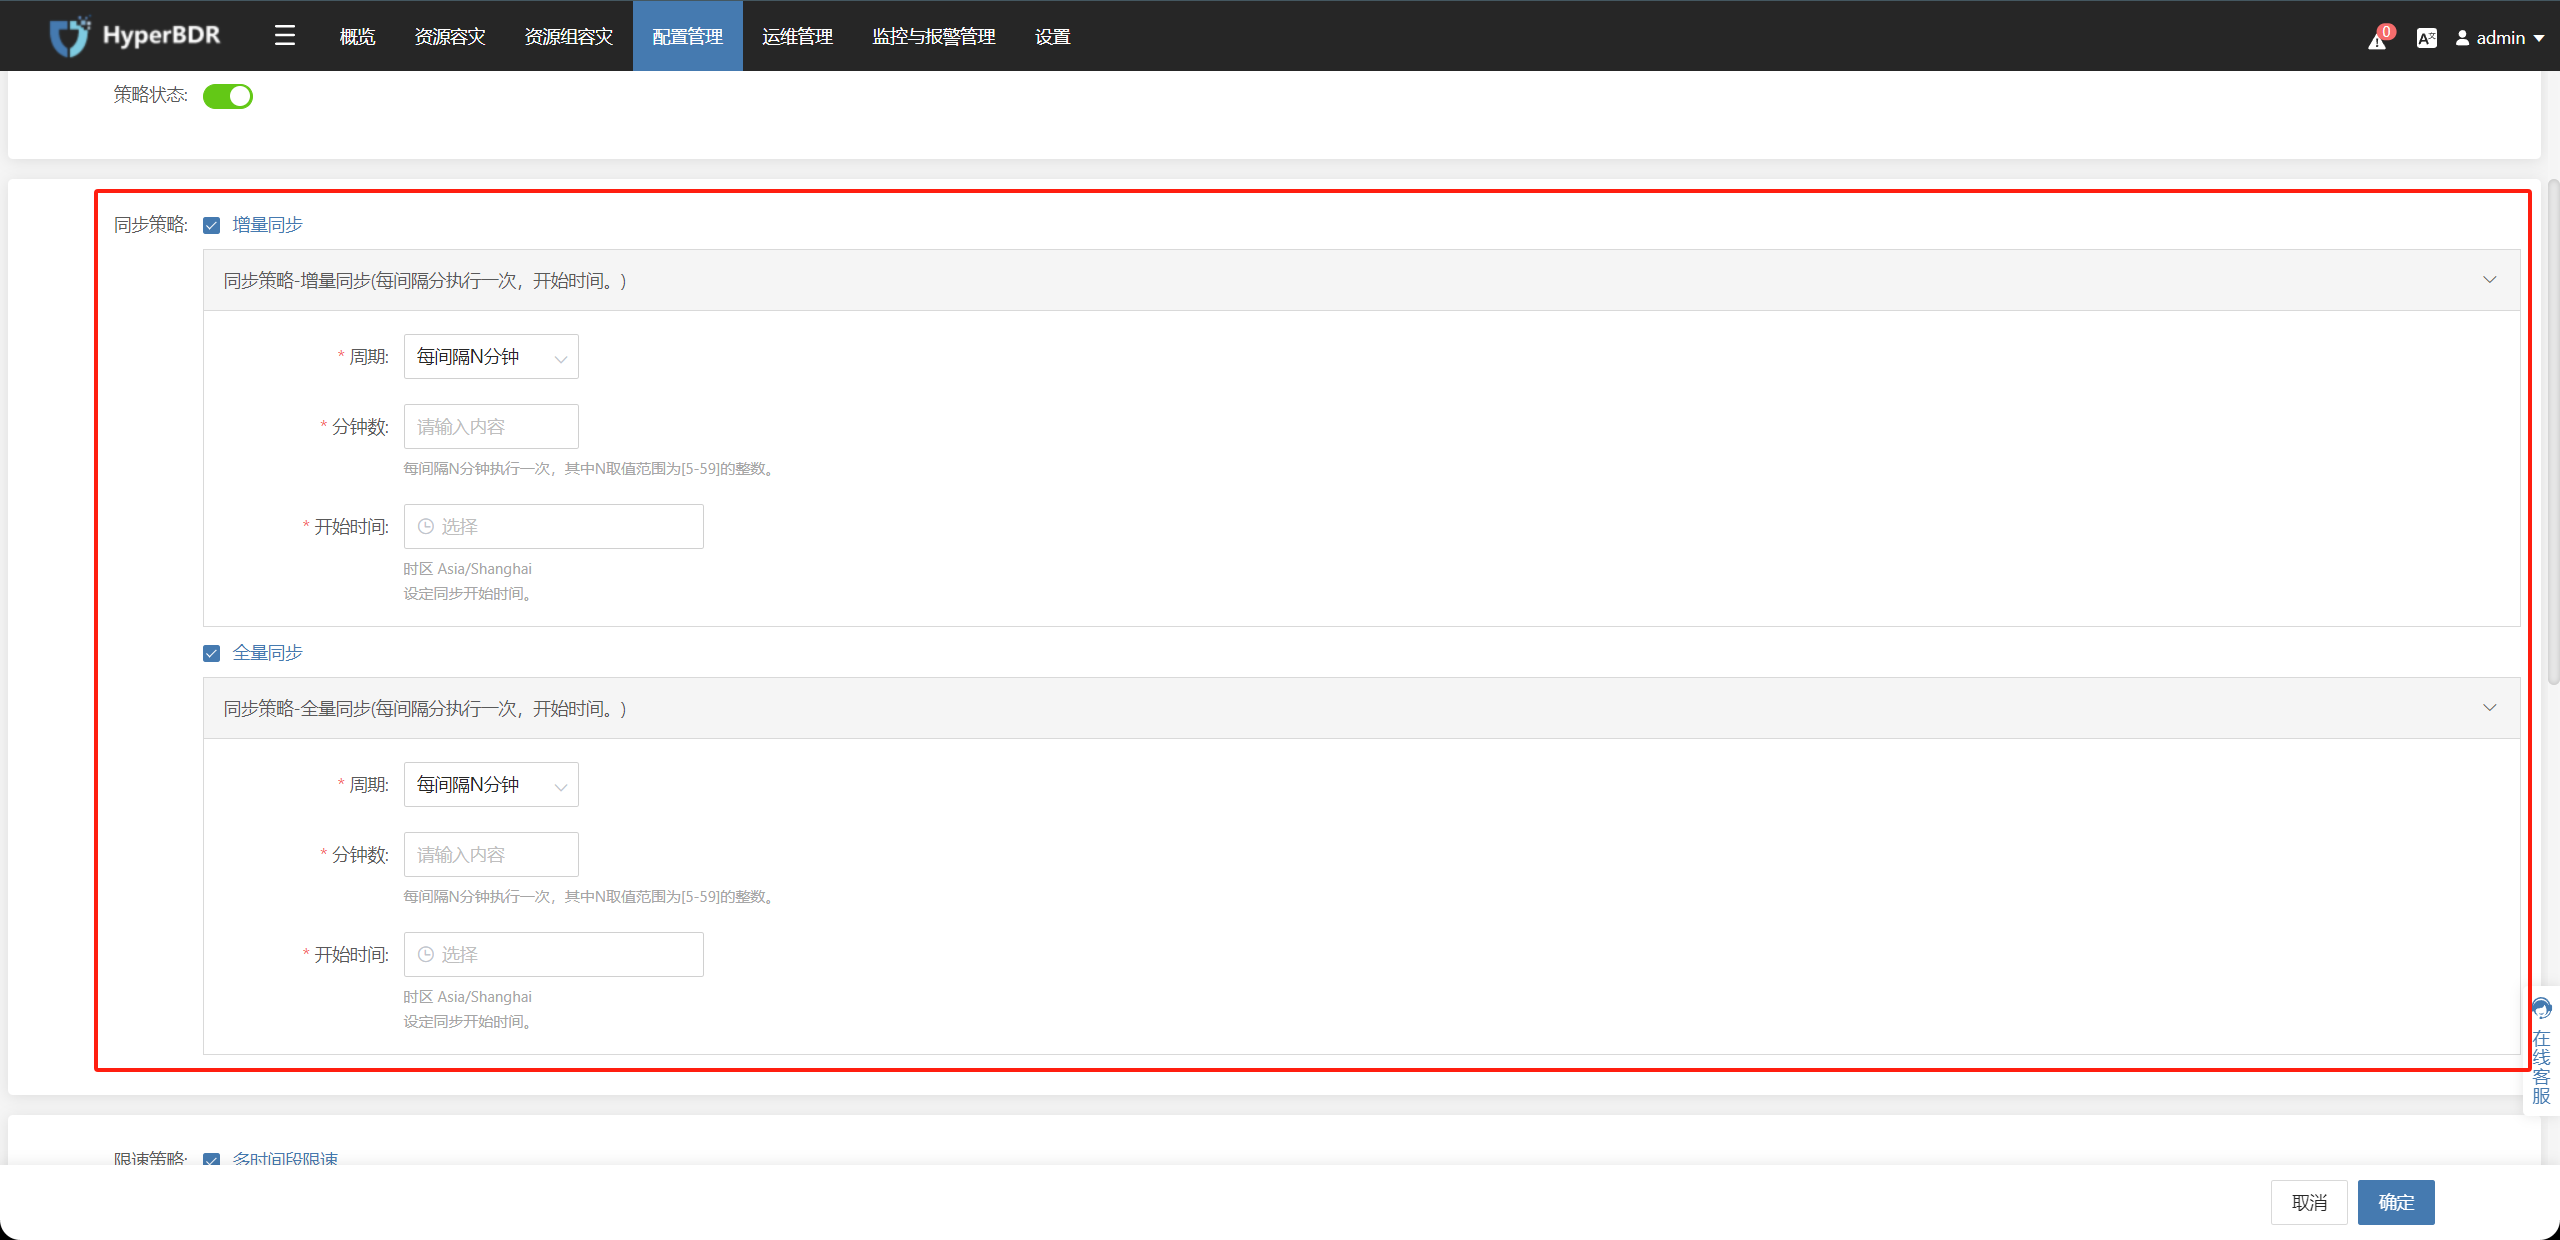 HyperBDR 概览 资源容灾 资源组容灾 配置管理 运维管理 监控与报警管理 设置 0 admin
策略状态:
同步策略: 增量同步
同步策略-增量同步(每间隔分执行一次，开始时间。)
* 周期: 每间隔N分钟
* 分钟数: 请输入内容
每间隔N分钟执行一次，其中N取值范围为[5-59]的整数。
* 开始时间: 选择
时区 Asia/Shanghai
设定同步开始时间。
全量同步
同步策略-全量同步(每间隔分执行一次，开始时间。)
* 周期: 每间隔N分钟
* 分钟数: 请输入内容
每间隔N分钟执行一次，其中N取值范围为[5-59]的整数。
* 开始时间: 选择
时区 Asia/Shanghai
设定同步开始时间。
在线客服
限速策略: 多时间段限速
取消 确定